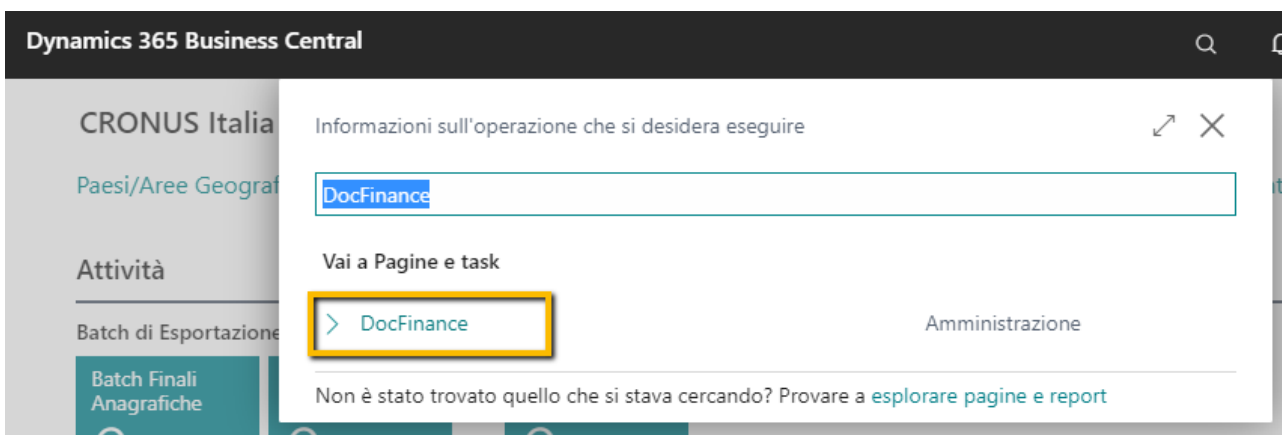 Dynamics 365 Business Central
CRONUS Italia
Informazioni sull'operazione che si desidera eseguire
Paesi/Aree Geograf
DocFinance
Vai a Pagine e task
Attività
DocFinance
Amministrazione
Batch di Esportazione
Batch Finali
Anagrafiche
Non è stato trovato quello che si stava cercando? Provare a esplorare pagine e report